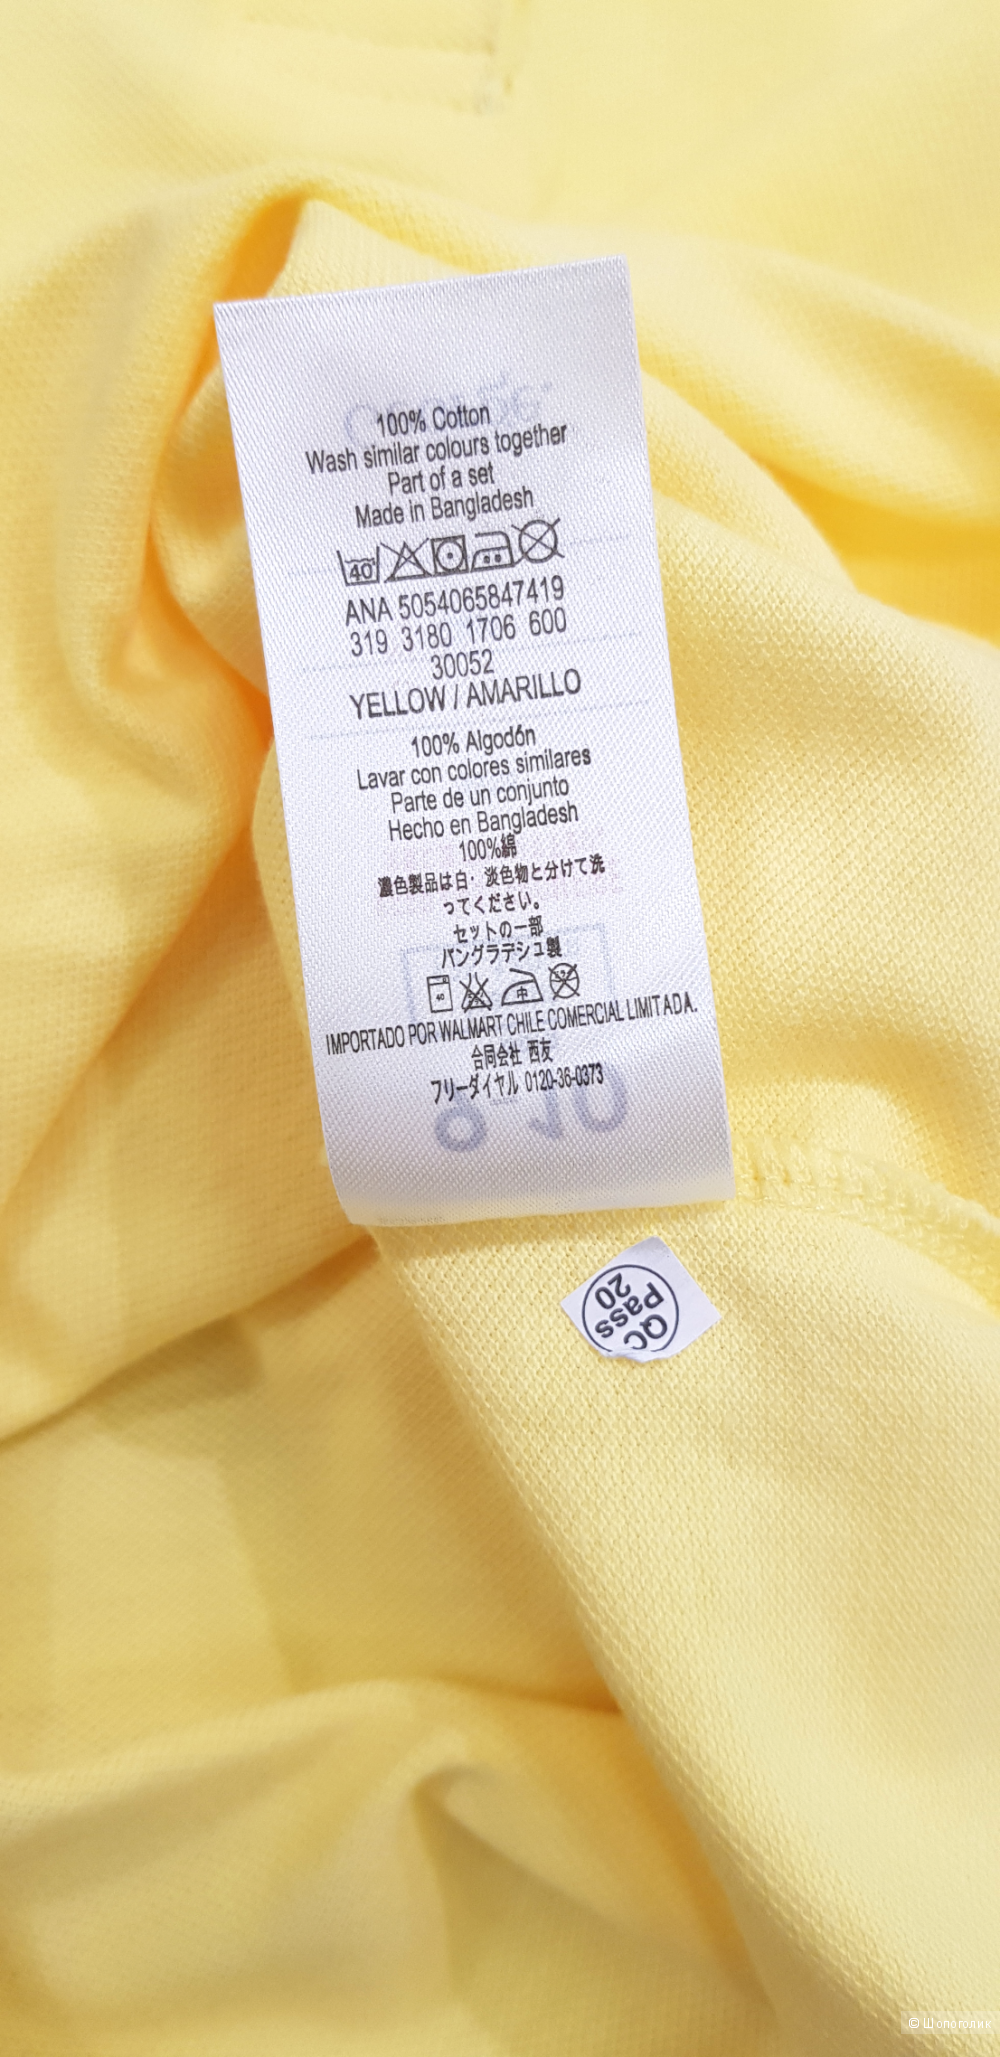 100% Cotton
Wash similar colours together
Part of a set
Made in Bangladesh
40
ANA 5054065847419
319 3180 1706 600
30052
YELLOW / AMARILLO
100% Algodón
Lavar con colores similares
Parte de un conjunto
Hecho en Bangladesh
100%綿
濃色製品は白・淡色物と分けて洗
ってください。
セットの一部
バングラデシュ製
40 中
IMPORTADO POR WALMART CHILE COMERCIAL LIMITADA.
合同会社 西友
フリーダイヤル 0120-36-0373
9 10
QC
Pass
20
© Шопоголик